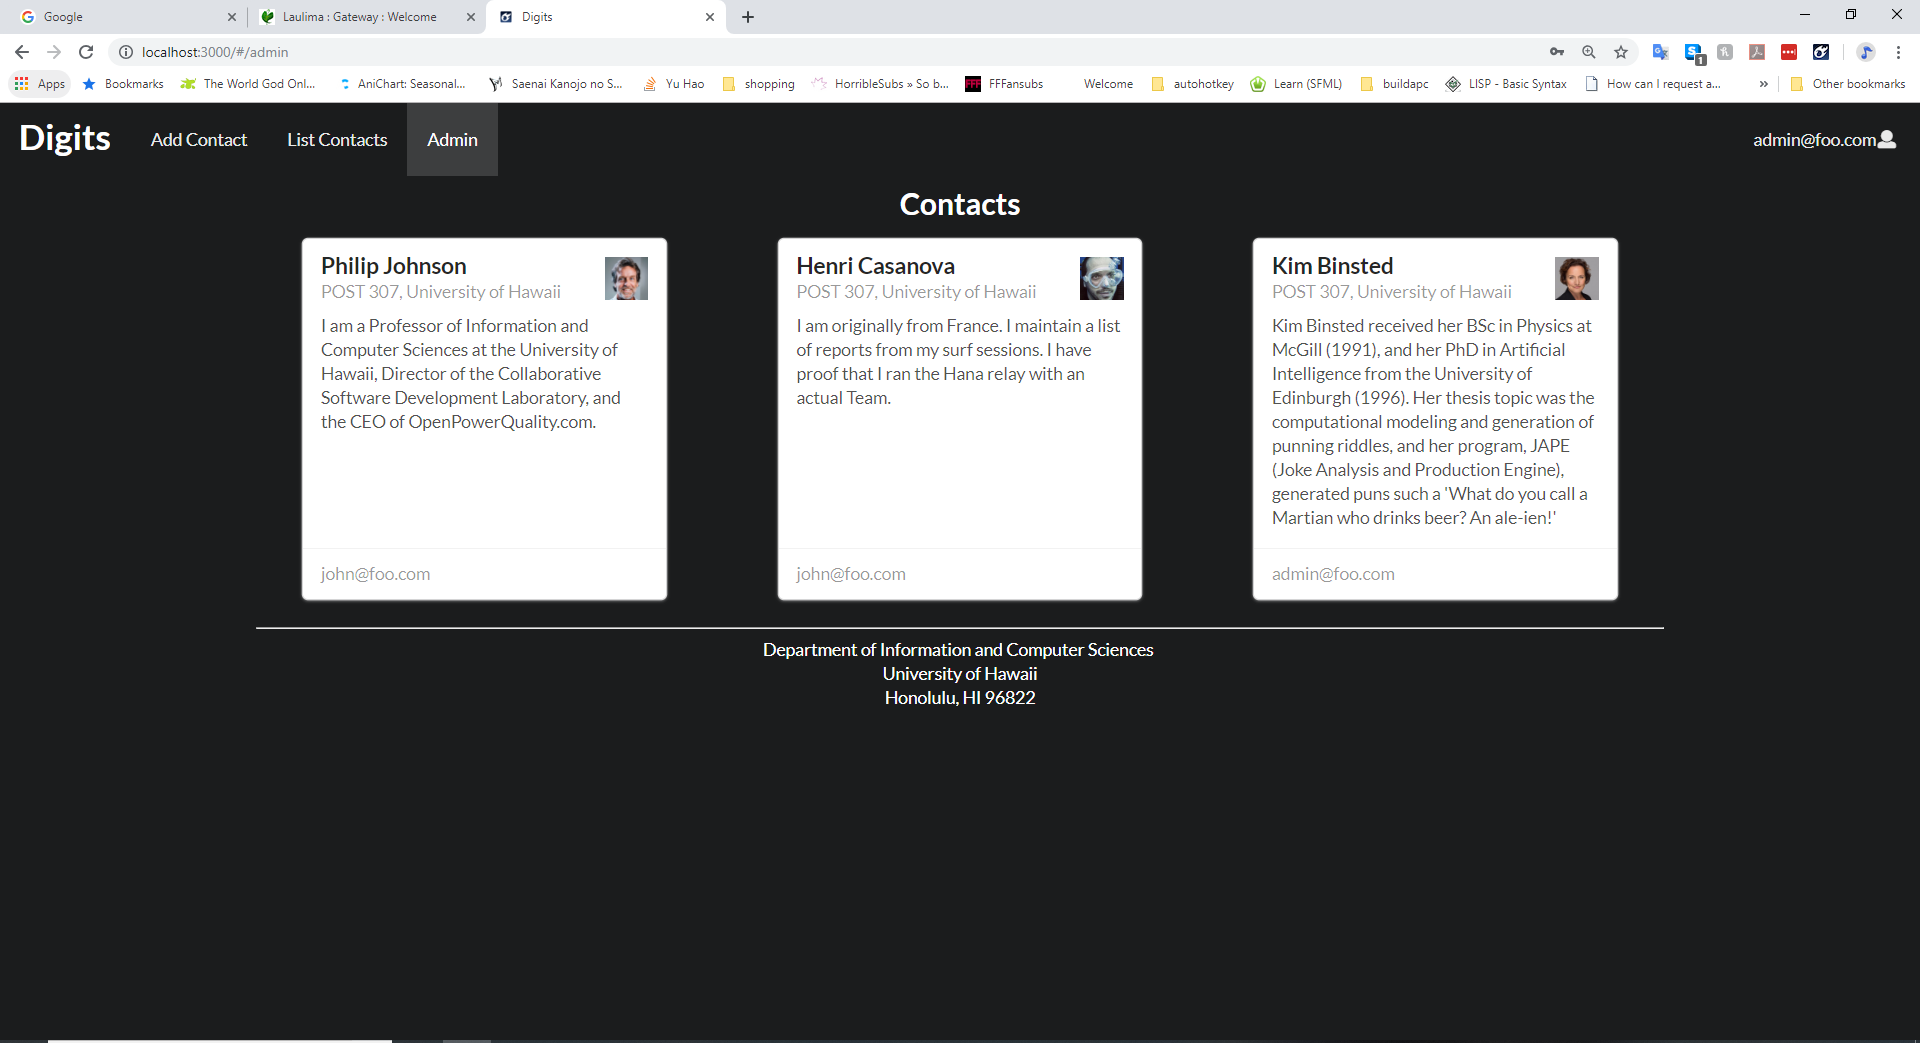 Google
Laulima : Gateway : Welcome
Digits
localhost:3000/#/admin
1
Apps
Bookmarks
The World God Onl...
AniChart: Seasonal...
Saenai Kanojo no S...
Yu Hao
shopping
HorribleSubs » So b...
FFFansubs
Welcome
autohotkey
Learn (SFML)
buildapc
LISP - Basic Syntax
How can I request a...
»
Other bookmarks
Digits
Add Contact
List Contacts
Admin
admin@foo.com
Contacts
Philip Johnson
POST 307, University of Hawaii
I am a Professor of Information and
Computer Sciences at the University of
Hawaii, Director of the Collaborative
Software Development Laboratory, and
the CEO of OpenPowerQuality.com.
john@foo.com
Henri Casanova
POST 307, University of Hawaii
I am originally from France. I maintain a list
of reports from my surf sessions. I have
proof that I ran the Hana relay with an
actual Team.
john@foo.com
Kim Binsted
POST 307, University of Hawaii
Kim Binsted received her BSc in Physics at
McGill (1991), and her PhD in Artificial
Intelligence from the University of
Edinburgh (1996). Her thesis topic was the
computational modeling and generation of
punning riddles, and her program, JAPE
(Joke Analysis and Production Engine),
generated puns such a 'What do you call a
Martian who drinks beer? An ale-ien!'
admin@foo.com
Department of Information and Computer Sciences
University of Hawaii
Honolulu, HI 96822